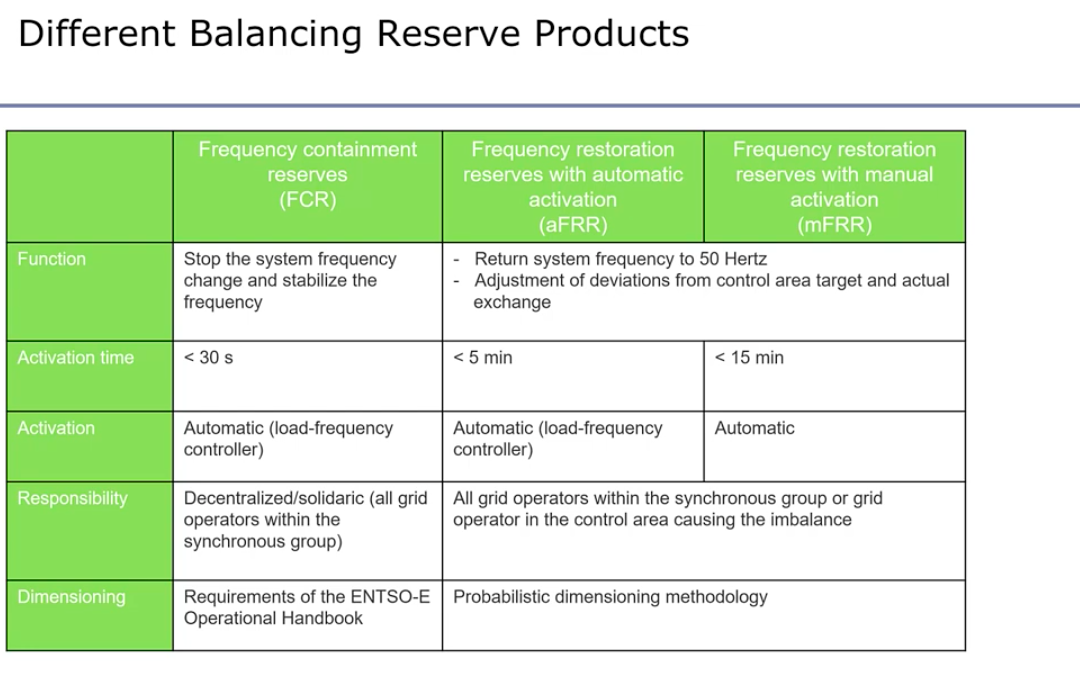 Different Balancing Reserve Products
Frequency containment
reserves
(FCR)
Frequency restoration
reserves with automatic
activation
(aFRR)
Frequency restoration
reserves with manual
activation
(mFRR)
Function
Stop the system frequency
change and stabilize the
frequency
- Return system frequency to 50 Hertz
- Adjustment of deviations from control area target and actual
exchange
Activation time
< 30 s
< 5 min
< 15 min
Activation
Automatic (load-frequency
controller)
Automatic (load-frequency
controller)
Automatic
Responsibility
Decentralized/solidaric (all grid
operators within the
synchronous group)
All grid operators within the synchronous group or grid
operator in the control area causing the imbalance
Dimensioning
Requirements of the ENTSO-E
Operational Handbook
Probabilistic dimensioning methodology